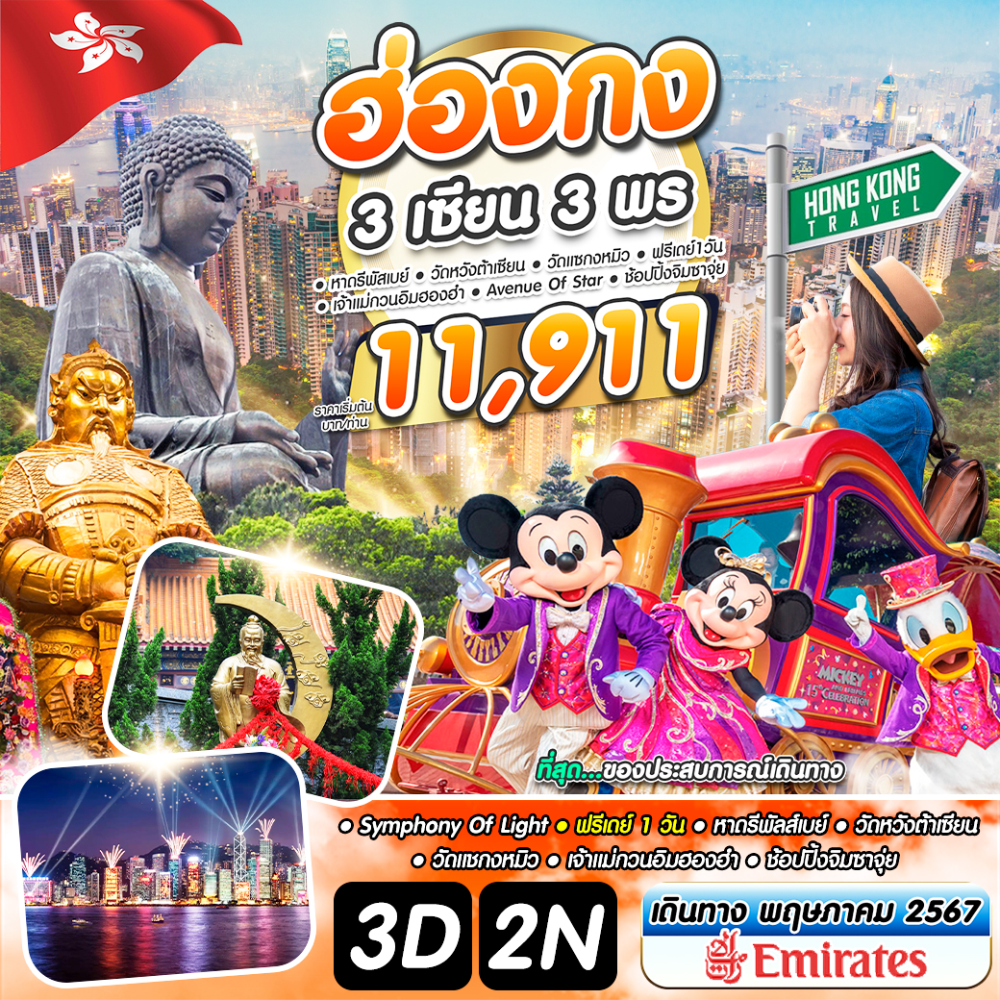 ฮ่องกง
3 เซียน 3 พร
• หาดรีพัสเบย์ • วัดหวังต้าเซียน • วัดแชกงหมิว • ฟรีเดย์1วัน
• เจ้าแม่กวนอิมฮองฮำ • Avenue Of Star • ช้อปปิ้งจิมซาจุ่ย
ราคาเริ่มต้น
บาท/ท่าน
11,911
HONG KONG
TRAVEL
MICKEY
15th CELEBRATION
ที่สุด...ของประสบการณ์เดินทาง
• Symphony Of Light • ฟรีเดย์ 1 วัน • หาดรีพัลส์เบย์ • วัดหวังต้าเซียน
• วัดแชกงหมิว • เจ้าแม่กวนอิมฮองฮำ • ช้อปปิ้งจิมซาจุ่ย
3D 2N
เดินทาง พฤษภาคม 2567
Emirates